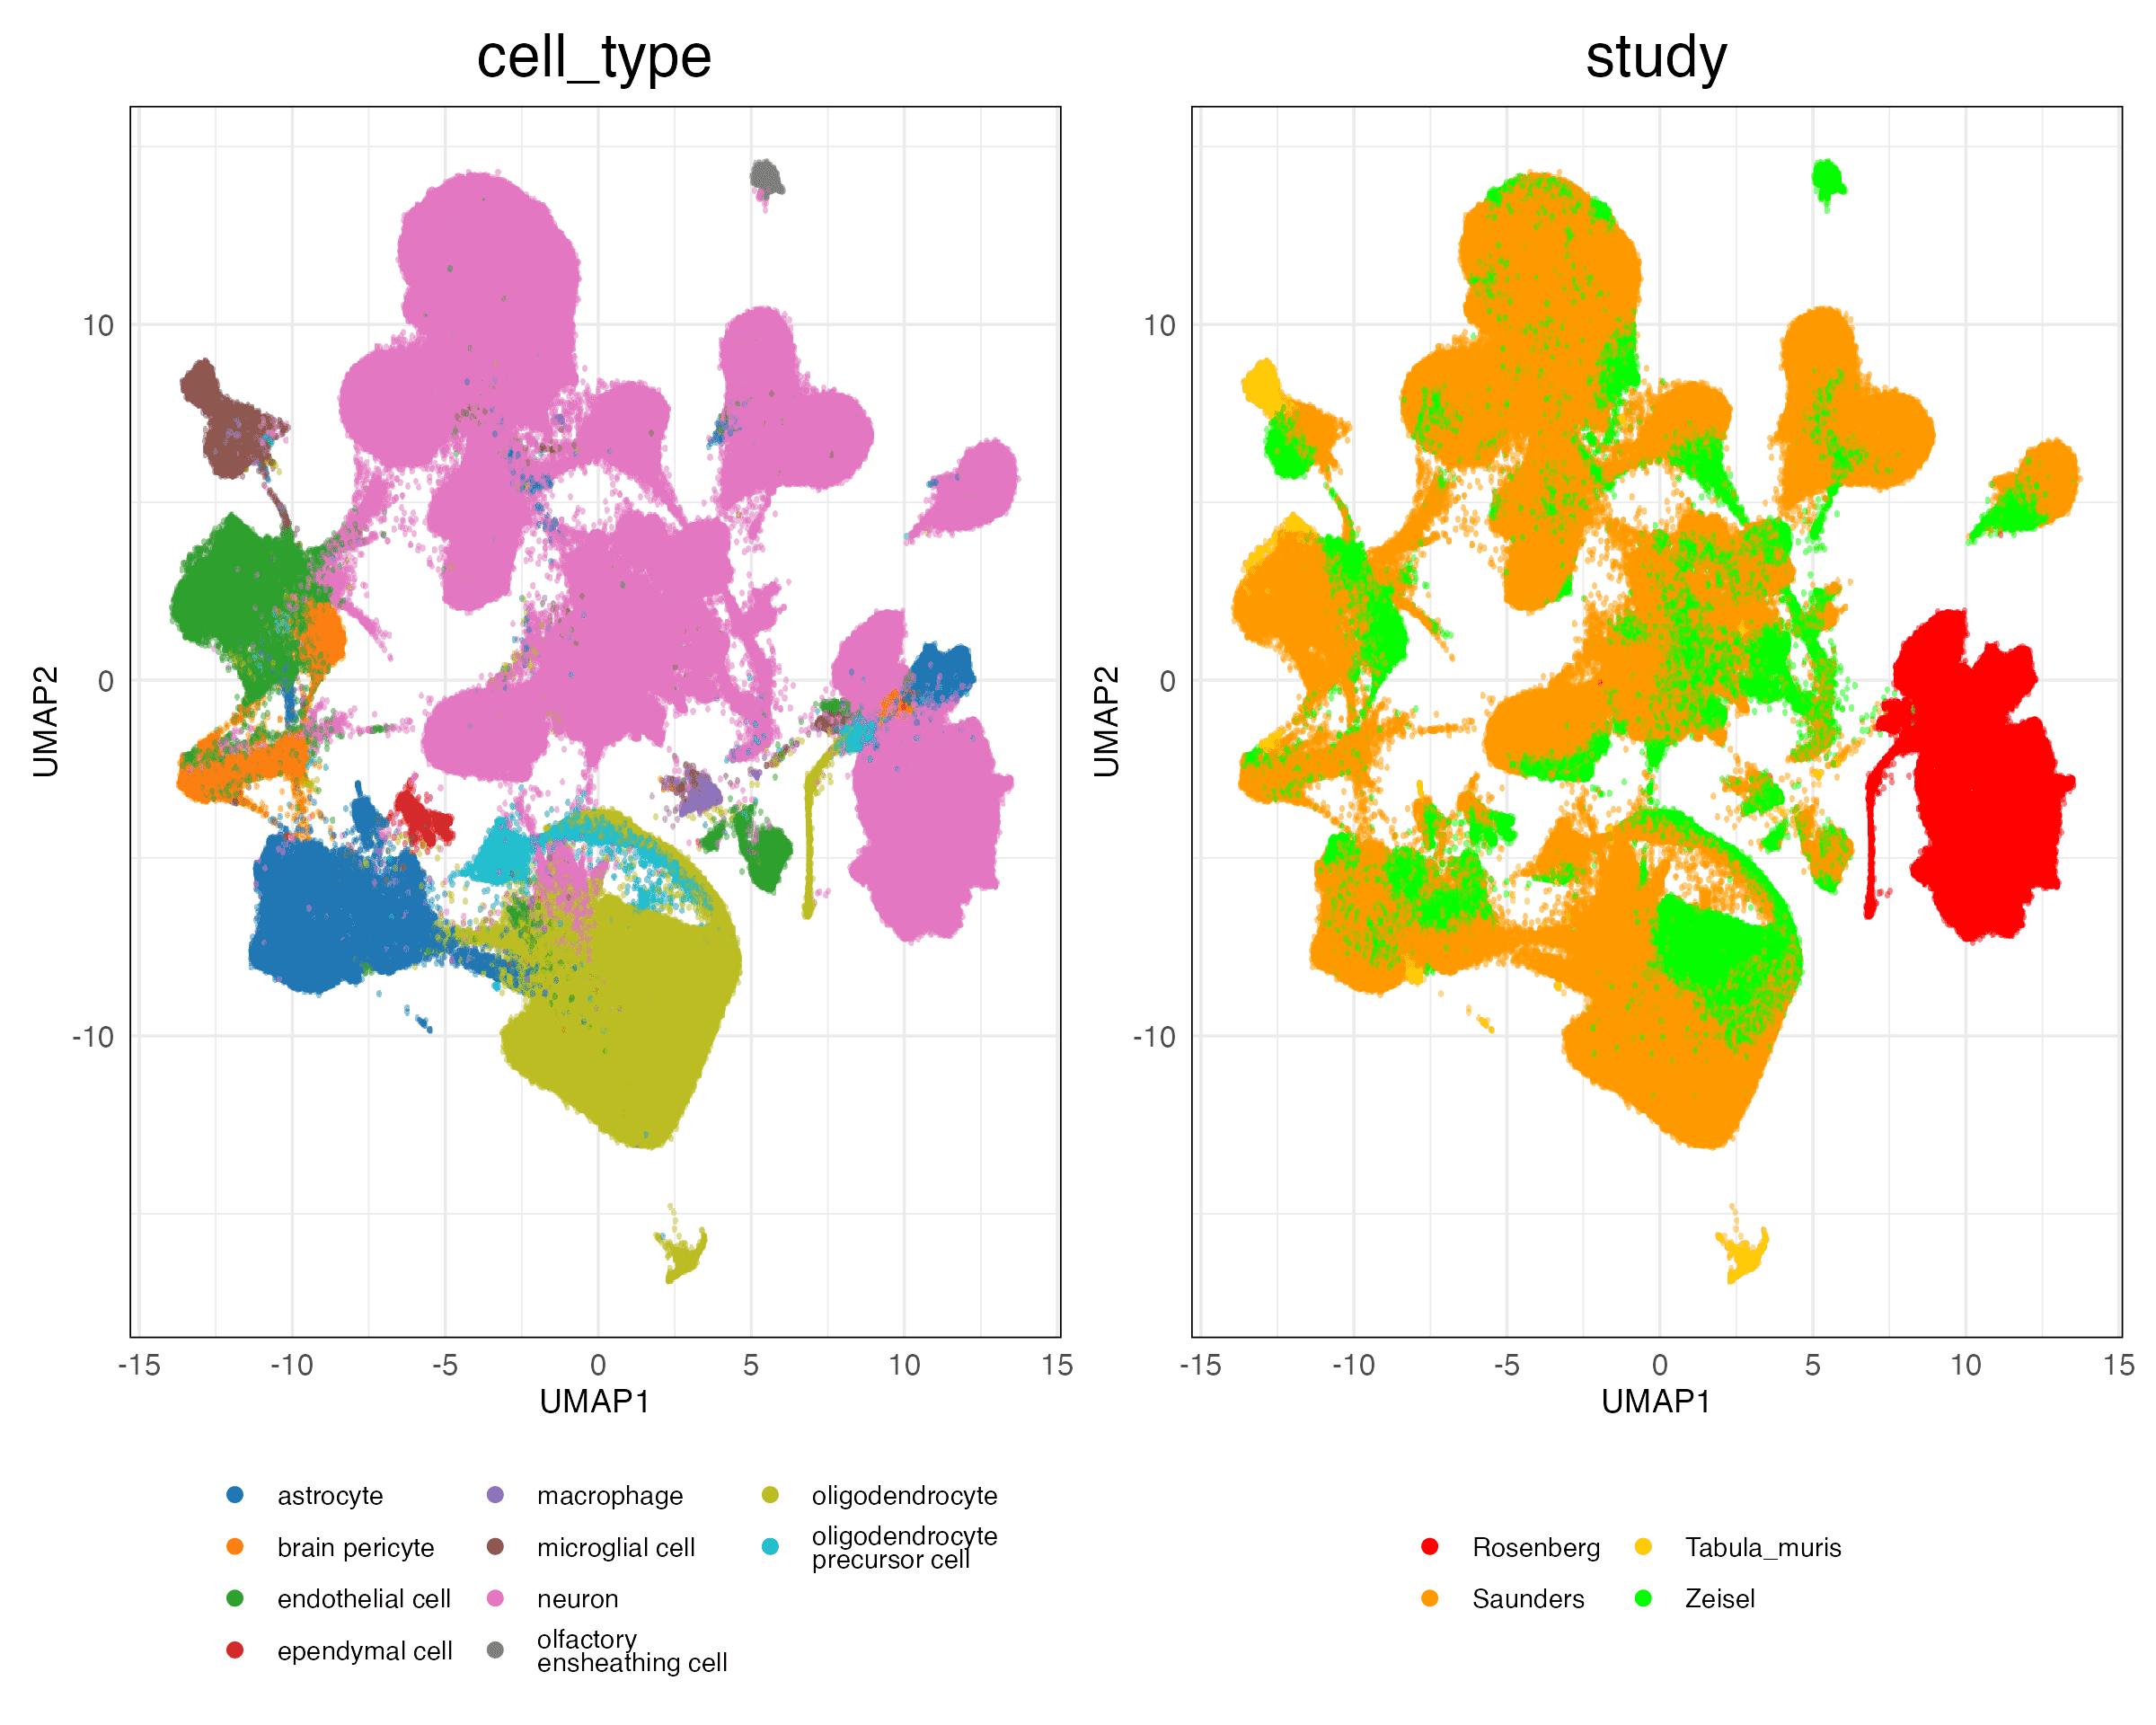 cell_type
study
UMAP2
10
0
-10
-15
-10
-5
0
5
10
15
UMAP1
UMAP2
10
0
-10
-15
-10
-5
0
5
10
15
UMAP1
astrocyte
brain pericyte
endothelial cell
ependymal cell
macrophage
microglial cell
neuron
olfactory
ensheathing cell
oligodendrocyte
oligodendrocyte
precursor cell
Rosenberg
Saunders
Tabula_muris
Zeisel